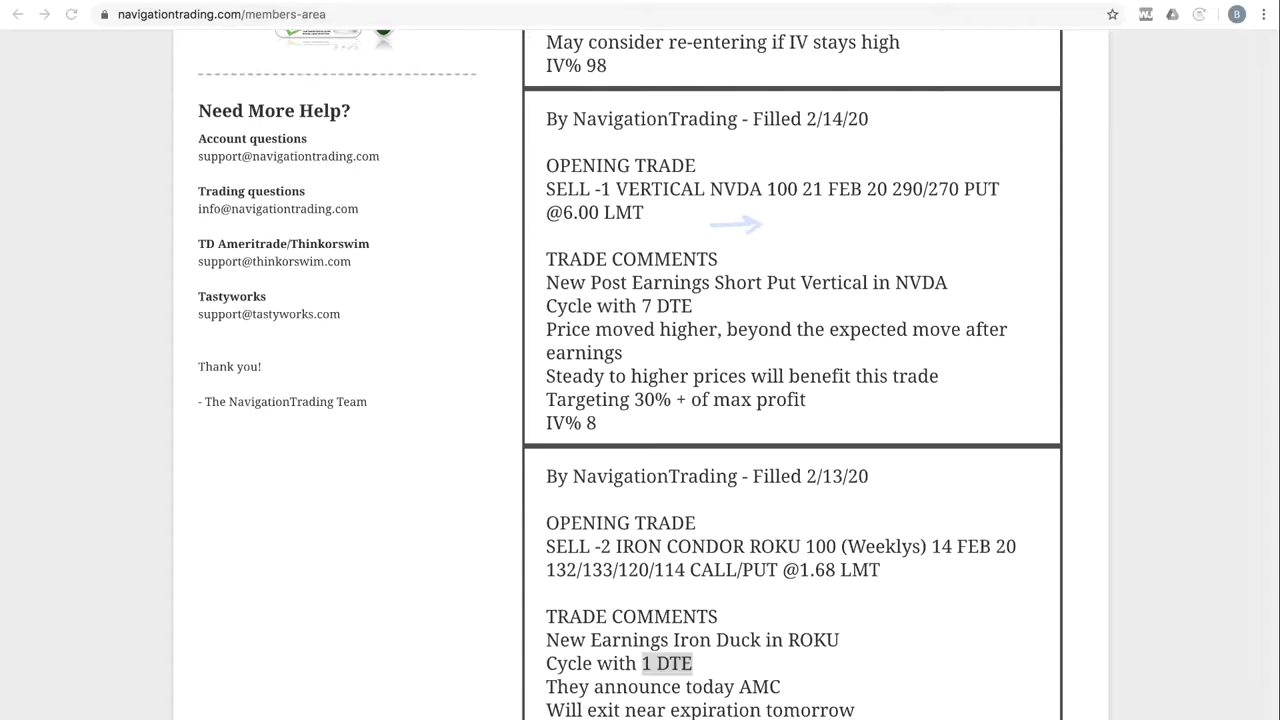 navigationtrading.com/members-area
B
Need More Help?
Account questions
support@navigationtrading.com
Trading questions
info@navigationtrading.com
TD Ameritrade/Thinkorswim
support@thinkorswim.com
Tastyworks
support@tastyworks.com
Thank you!
- The NavigationTrading Team
May consider re-entering if IV stays high
IV% 98
By NavigationTrading - Filled 2/14/20
OPENING TRADE
SELL -1 VERTICAL NVDA 100 21 FEB 20 290/270 PUT
@6.00 LMT
TRADE COMMENTS
New Post Earnings Short Put Vertical in NVDA
Cycle with 7 DTE
Price moved higher, beyond the expected move after
earnings
Steady to higher prices will benefit this trade
Targeting 30% + of max profit
IV% 8
By NavigationTrading - Filled 2/13/20
OPENING TRADE
SELL -2 IRON CONDOR ROKU 100 (Weeklys) 14 FEB 20
132/133/120/114 CALL/PUT @1.68 LMT
TRADE COMMENTS
New Earnings Iron Duck in ROKU
Cycle with 1 DTE
They announce today AMC
Will exit near expiration tomorrow